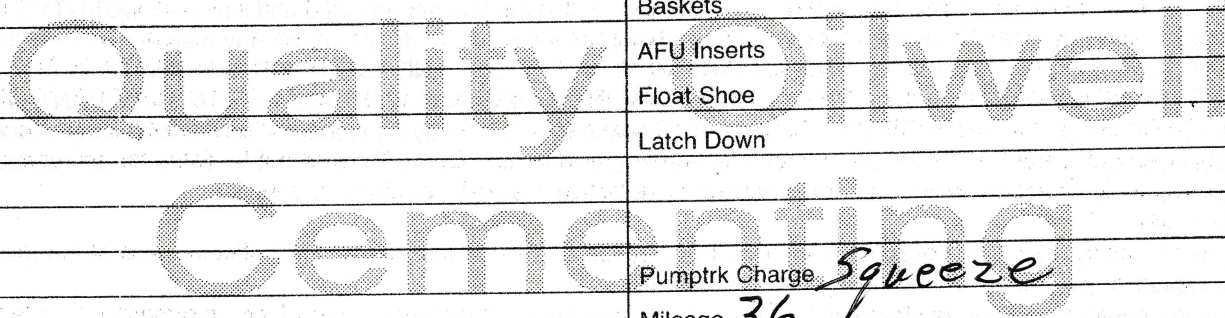 Baskets
Quality Oilwell
AFU Inserts
Float Shoe
Latch Down
Cementing
Pumptrk Charge Squeeze
Mileage 36